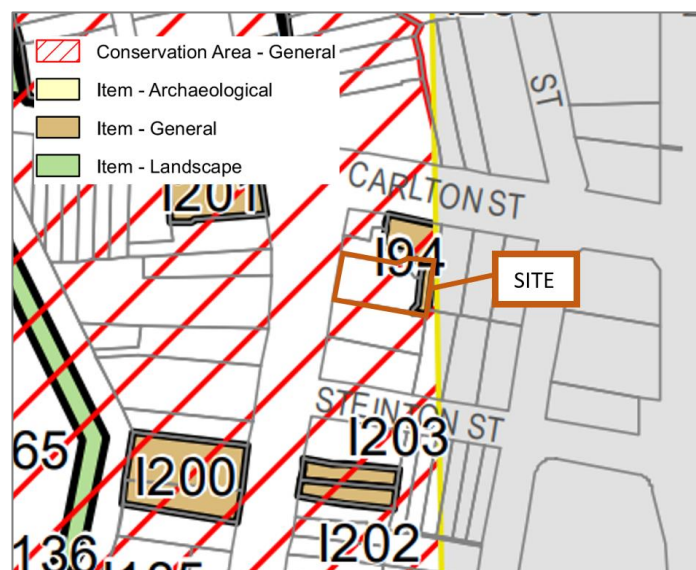 Conservation Area - General
Item - Archaeological
Item - General
Item - Landscape
ST
I201
CARLTON ST
I94
SITE
STEINTON ST
I203
65
I200
I202
136